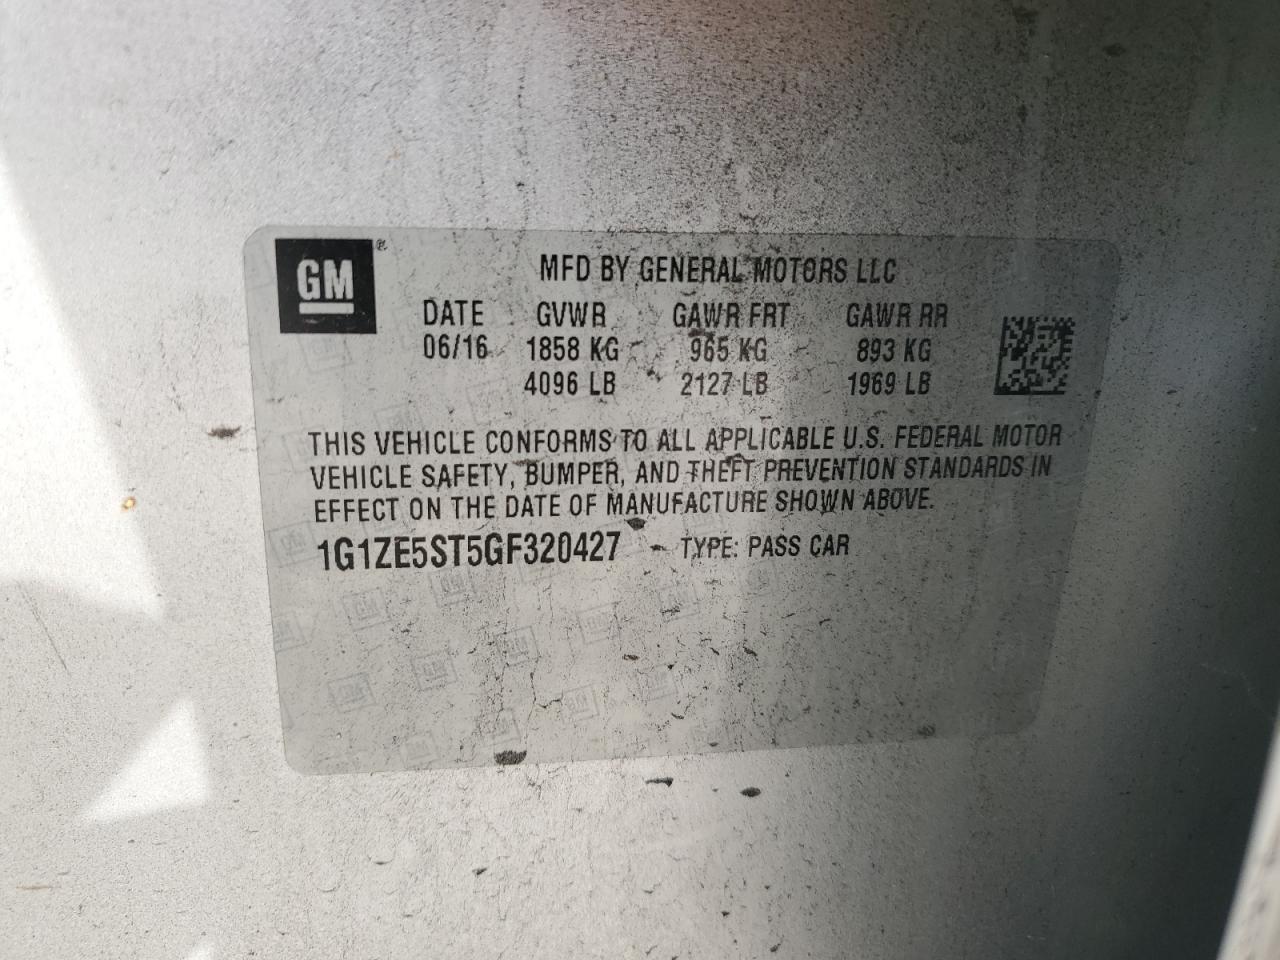 GM ®
MFD BY GENERAL MOTORS LLC
DATE GVWR GAWR FRT GAWR RR
06/16 1858 KG 965 KG 893 KG
4096 LB 2127 LB 1969 LB
THIS VEHICLE CONFORMS TO ALL APPLICABLE U.S. FEDERAL MOTOR
VEHICLE SAFETY, BUMPER, AND THEFT PREVENTION STANDARDS IN
EFFECT ON THE DATE OF MANUFACTURE SHOWN ABOVE.
1G1ZE5ST5GF320427 TYPE: PASS CAR